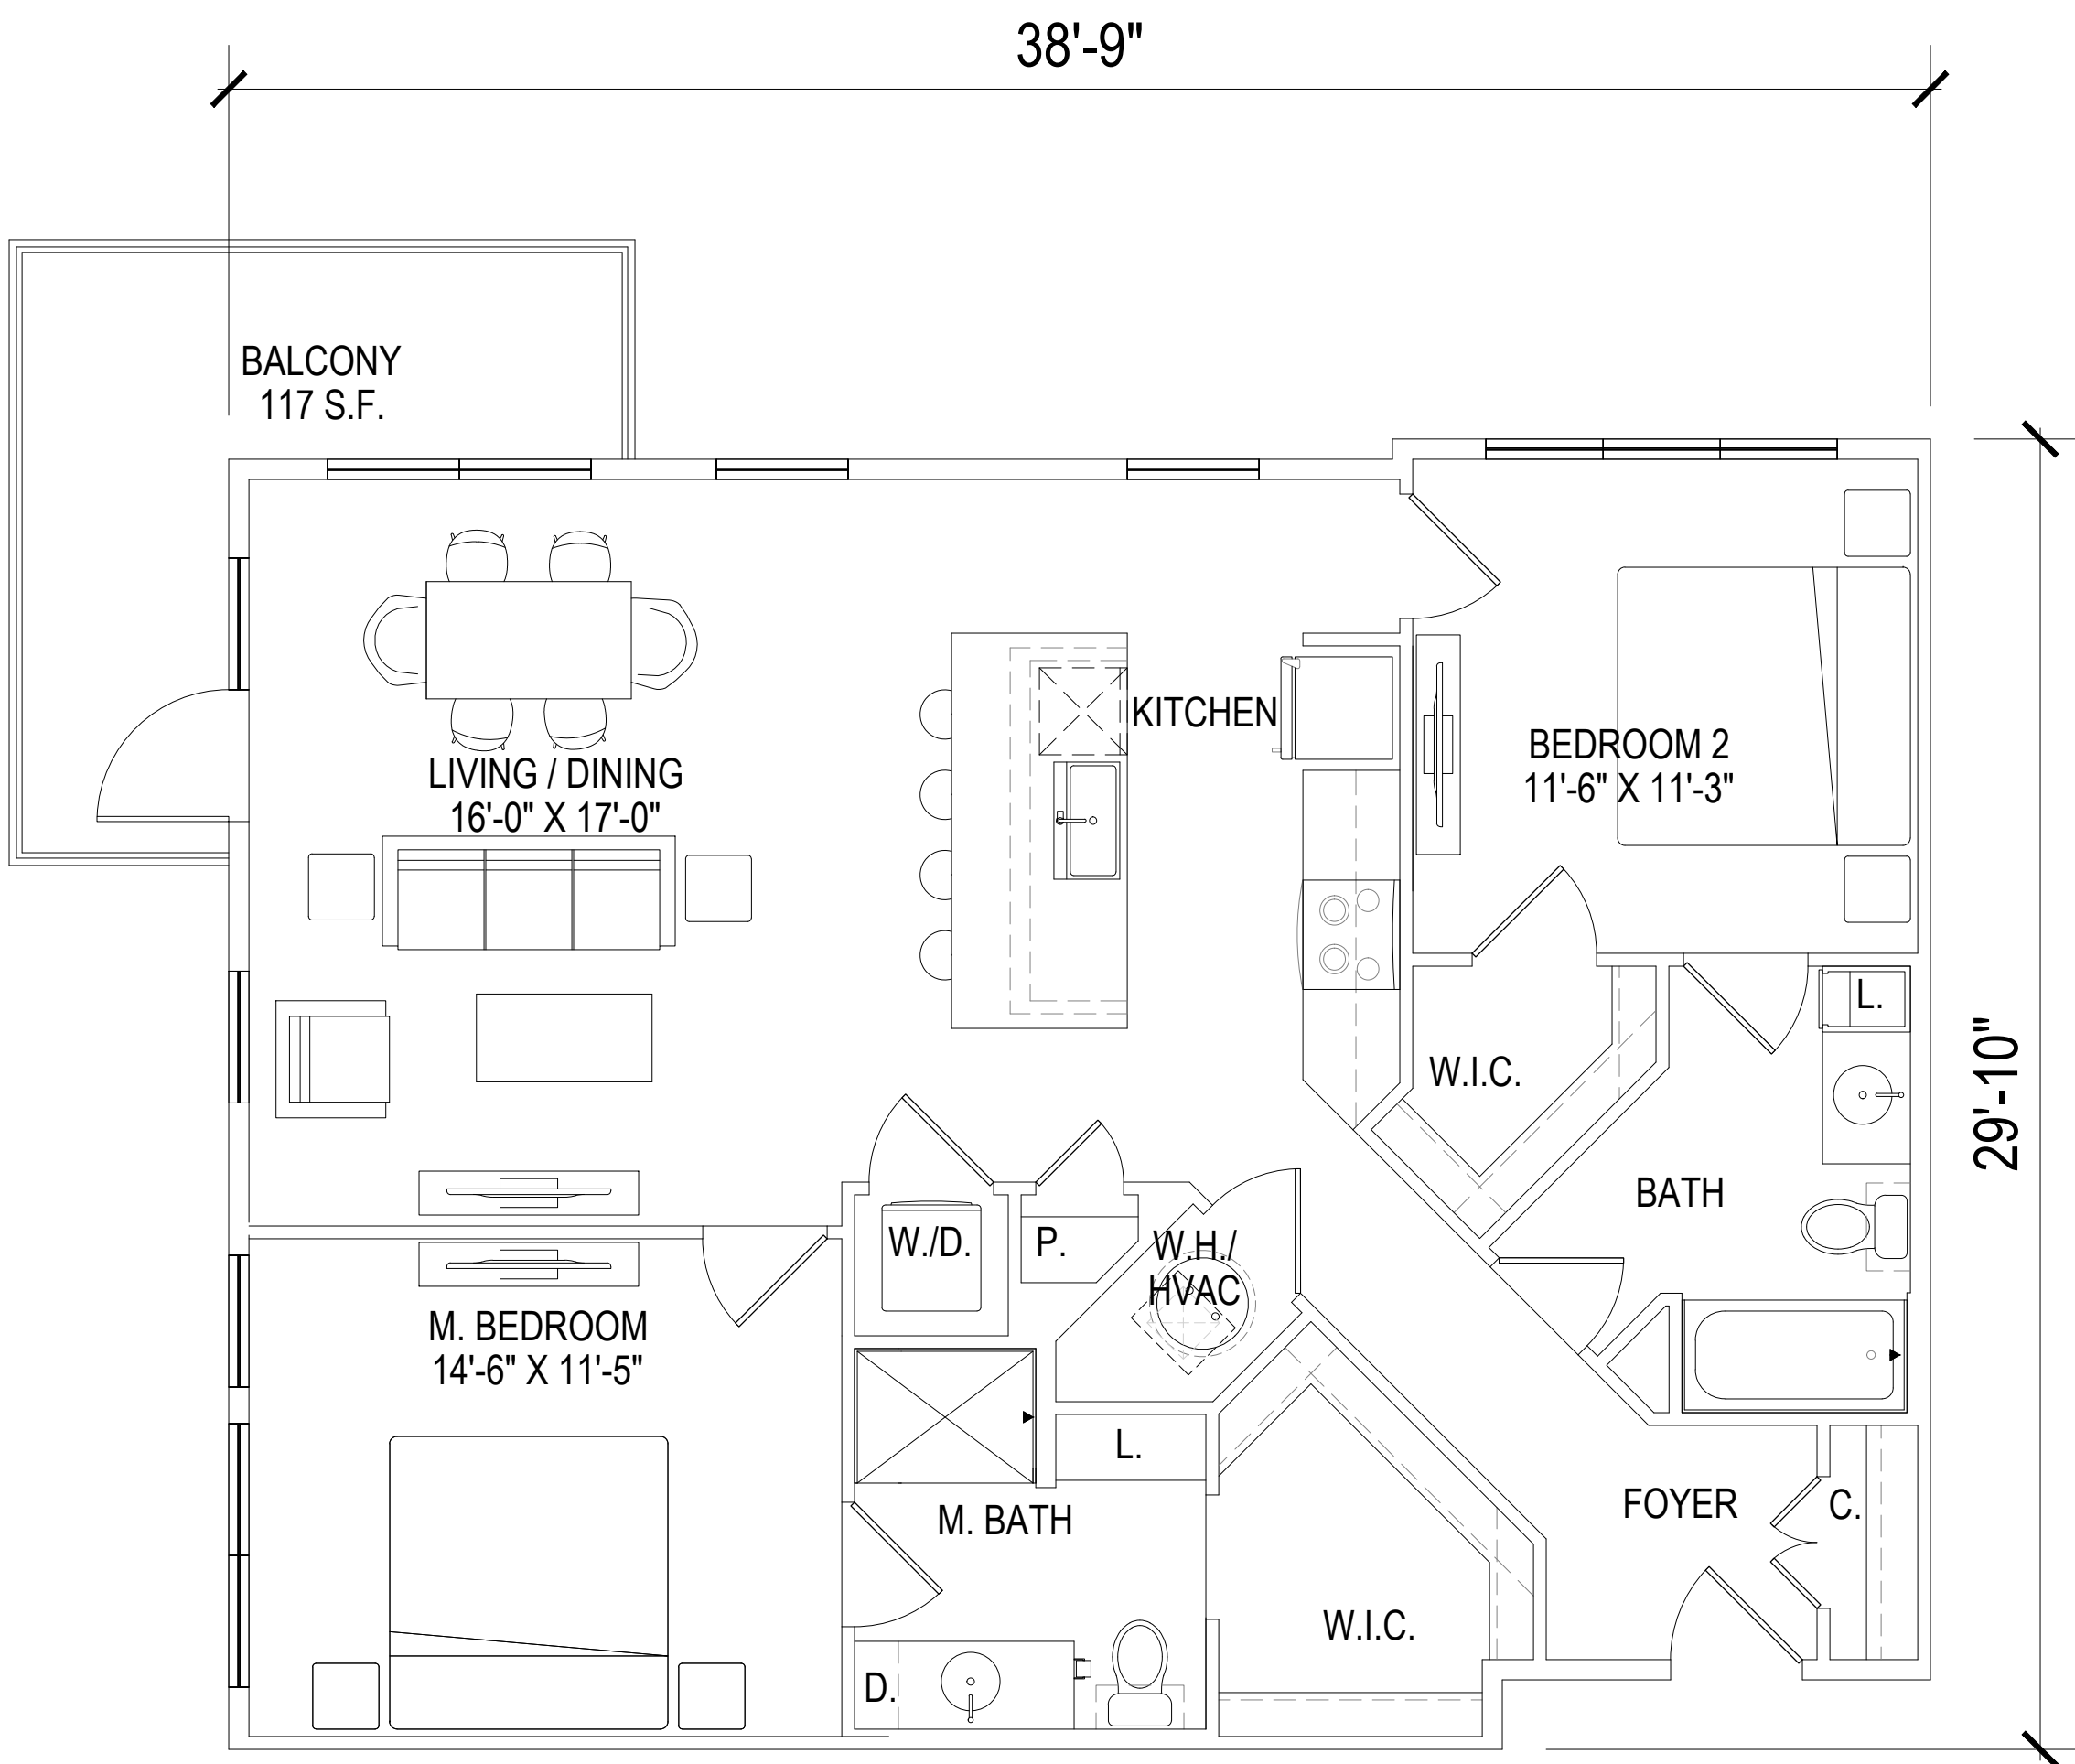 38'-9"
BALCONY
117 S.F.
KITCHEN
BEDROOM 2
11'-6" X 11'-3"
LIVING / DINING
16'-0" X 17'-0"
L.
W.I.C.
29'-10"
BATH
W./D.
P.
W.H./
HVAC
M. BEDROOM
14'-6" X 11'-5"
L.
M. BATH
FOYER
C.
W.I.C.
D.